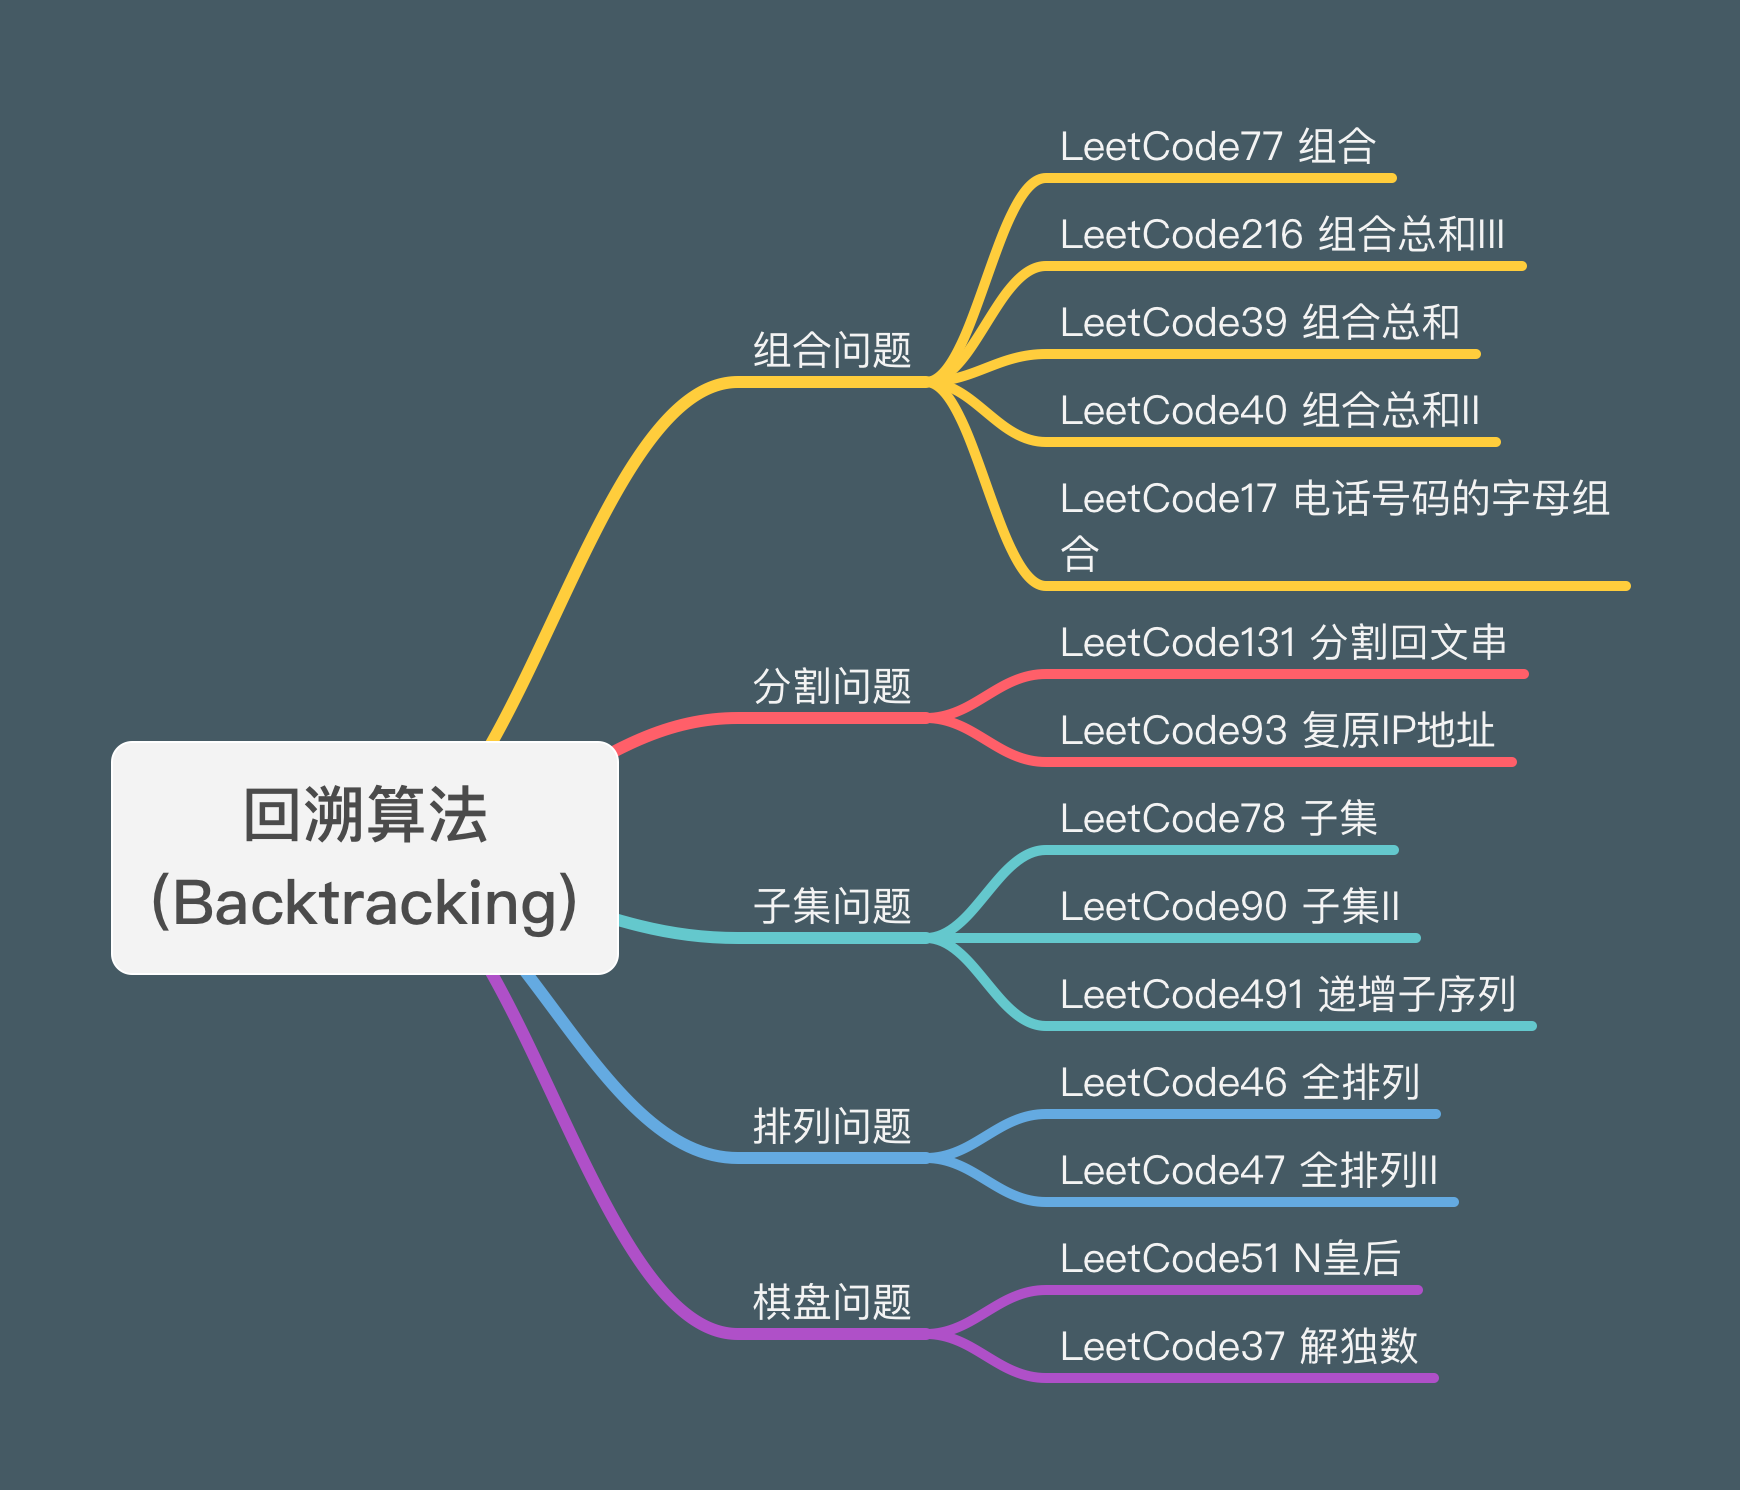 回溯算法
(Backtracking)
组合问题
LeetCode77 组合
LeetCode216 组合总和III
LeetCode39 组合总和
LeetCode40 组合总和II
LeetCode17 电话号码的字母组
合
分割问题
LeetCode131 分割回文串
LeetCode93 复原IP地址
子集问题
LeetCode78 子集
LeetCode90 子集II
LeetCode491 递增子序列
排列问题
LeetCode46 全排列
LeetCode47 全排列II
棋盘问题
LeetCode51 N皇后
LeetCode37 解独数